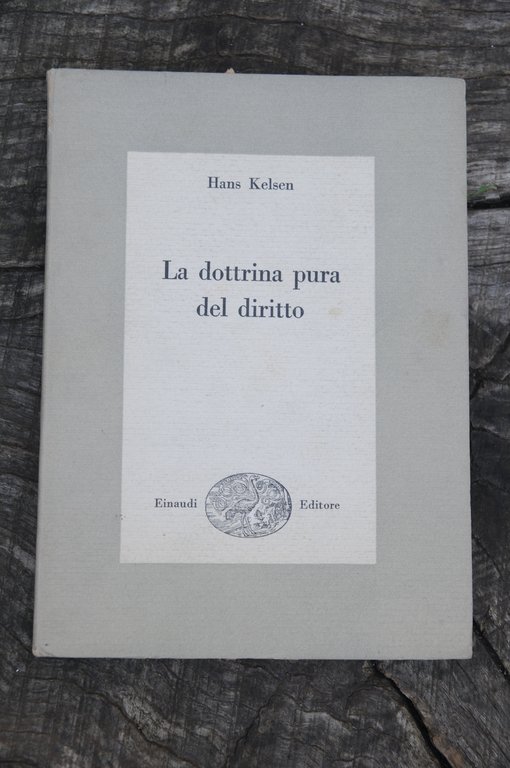 Hans Kelsen
La dottrina pura
del diritto
Einaudi Editore